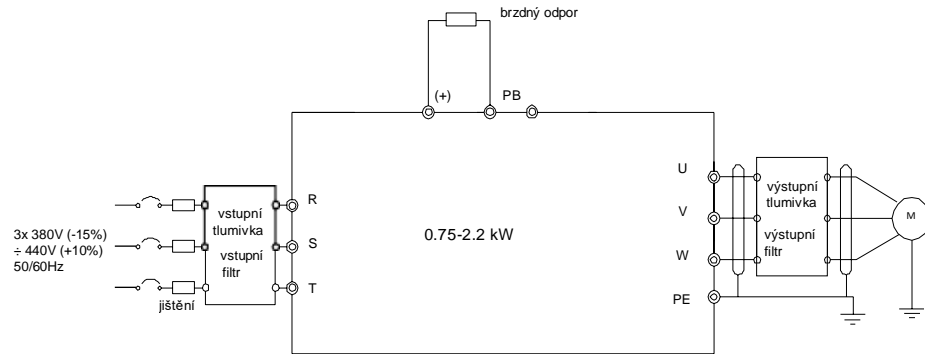 brzdný odpor
(+)
PB
R
S
T
vstupní
tlumivka
vstupní
filtr
3x 380V (-15%)
÷ 440V (+10%)
50/60Hz
jištění
0.75-2.2 kW
U
V
W
PE
výstupní
tlumivka
výstupní
filtr
M